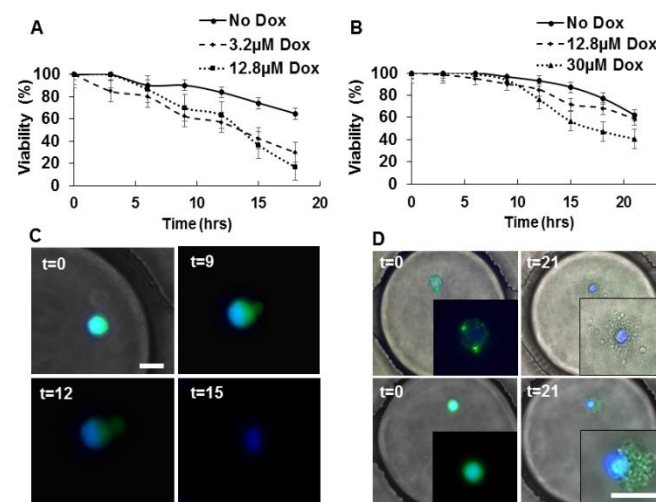 A
No Dox
3.2µM Dox
12.8µM Dox
Viability (%)
100
80
60
40
20
0
0 5 10 15 20
Time (hrs)
B
No Dox
12.8µM Dox
30µM Dox
Viability (%)
100
80
60
40
20
0
0 5 10 15 20
Time (hrs)
C
t=0
t=9
t=12
t=15
D
t=0
t=21
t=0
t=21